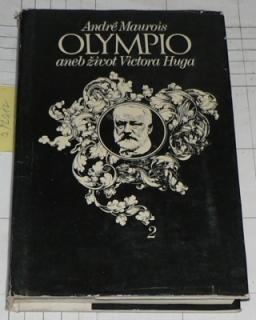 André Maurois
OLYMPIO
aneb život Victora Huga
2